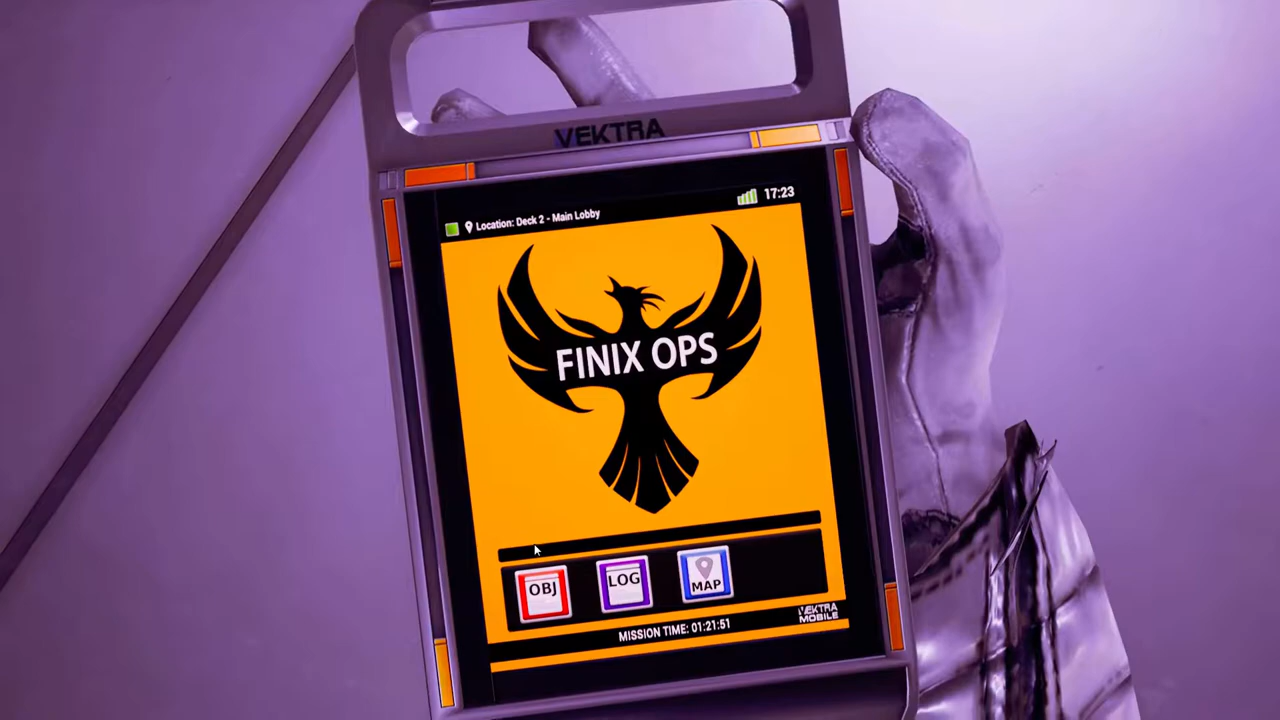 VEKTRA
17:23
Location: Deck 2 - Main Lobby
FINIX OPS
OBJ
LOG
MAP
VEKTRA
MOBILE
MISSION TIME: 01:21:51